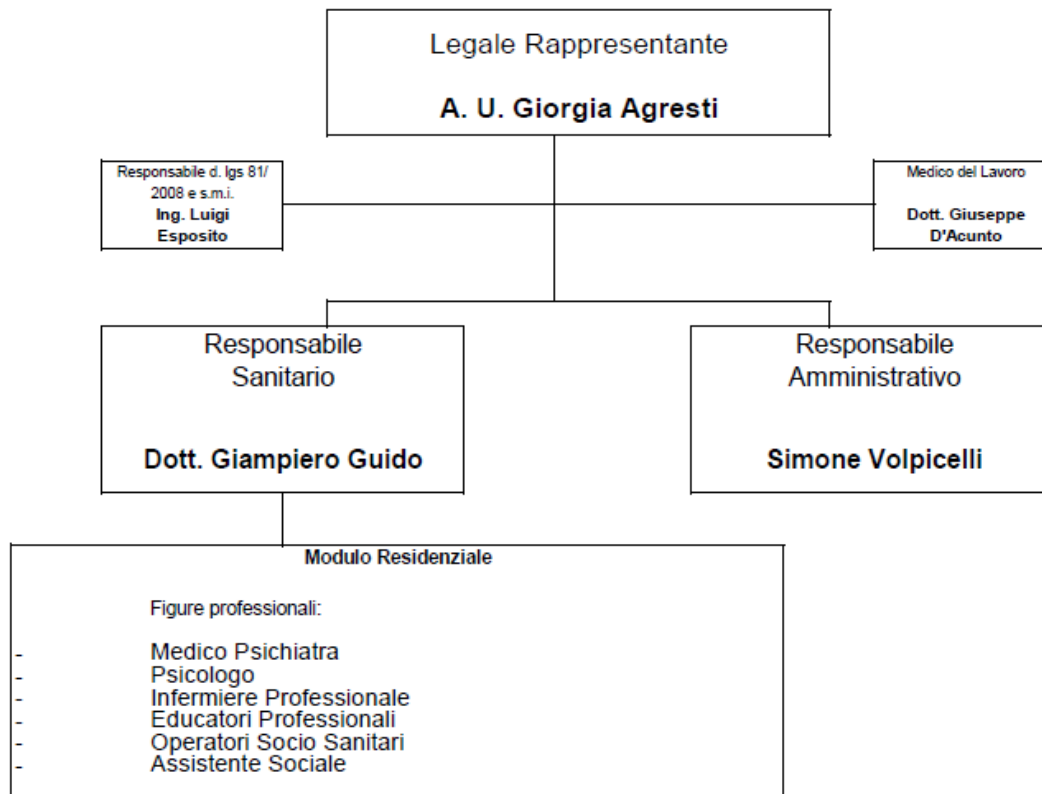 Legale Rappresentante
A. U. Giorgia Agresti
Responsabile d. lgs 81/
2008 e s.m.i.
Ing. Luigi
Esposito
Medico del Lavoro
Dott. Giuseppe
D'Acunto
Responsabile
Sanitario
Dott. Giampiero Guido
Responsabile
Amministrativo
Simone Volpicelli
Modulo Residenziale
Figure professionali:
- Medico Psichiatra
- Psicologo
- Infermiere Professionale
- Educatori Professionali
- Operatori Socio Sanitari
- Assistente Sociale